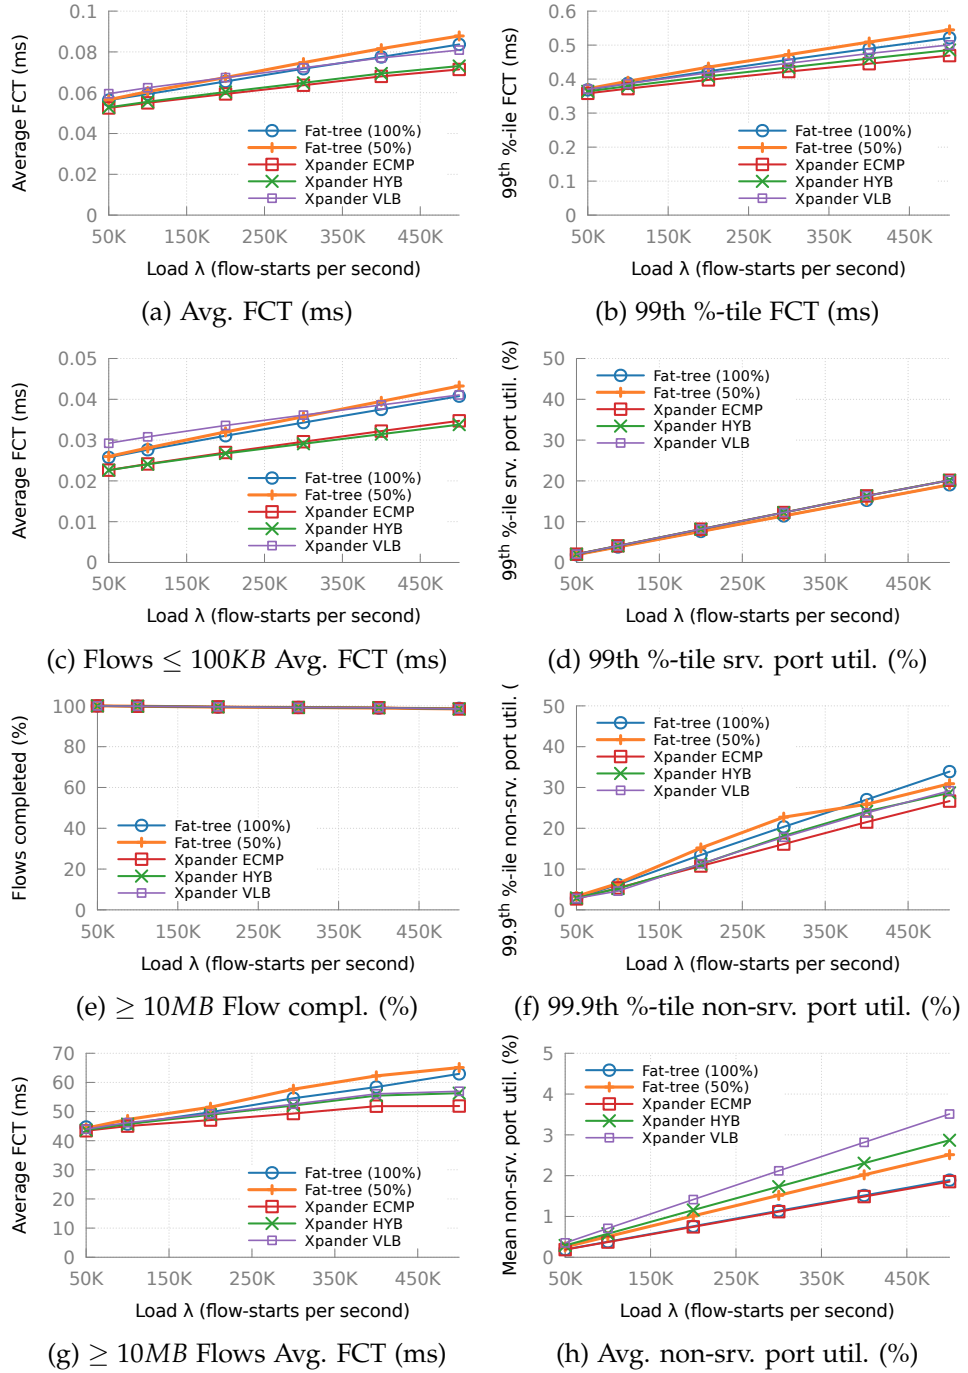 0.1
0.08
0.06
0.04
0.02
0
Average FCT (ms)
Fat-tree (100%)
Fat-tree (50%)
Xpander ECMP
Xpander HYB
Xpander VLB
50K 150K 250K 350K 450K
Load λ (flow-starts per second)
(a) Avg. FCT (ms)
0.6
0.5
0.4
0.3
0.2
0.1
0
99th %-ile FCT (ms)
Fat-tree (100%)
Fat-tree (50%)
Xpander ECMP
Xpander HYB
Xpander VLB
50K 150K 250K 350K 450K
Load λ (flow-starts per second)
(b) 99th %-tile FCT (ms)
0.05
0.04
0.03
0.02
0.01
0
Average FCT (ms)
Fat-tree (100%)
Fat-tree (50%)
Xpander ECMP
Xpander HYB
Xpander VLB
50K 150K 250K 350K 450K
Load λ (flow-starts per second)
(c) Flows ≤ 100KB Avg. FCT (ms)
50
40
30
20
10
0
99th %-ile srv. port util. (%)
Fat-tree (100%)
Fat-tree (50%)
Xpander ECMP
Xpander HYB
Xpander VLB
50K 150K 250K 350K 450K
Load λ (flow-starts per second)
(d) 99th %-tile srv. port util. (%)
100
80
60
40
20
0
Flows completed (%)
Fat-tree (100%)
Fat-tree (50%)
Xpander ECMP
Xpander HYB
Xpander VLB
50K 150K 250K 350K 450K
Load λ (flow-starts per second)
(e) ≥ 10MB Flow compl. (%)
50
40
30
20
10
0
99.9th %-ile non-srv. port util. (
Fat-tree (100%)
Fat-tree (50%)
Xpander ECMP
Xpander HYB
Xpander VLB
50K 150K 250K 350K 450K
Load λ (flow-starts per second)
(f) 99.9th %-tile non-srv. port util. (%)
70
60
50
40
30
20
10
0
Average FCT (ms)
Fat-tree (100%)
Fat-tree (50%)
Xpander ECMP
Xpander HYB
Xpander VLB
50K 150K 250K 350K 450K
Load λ (flow-starts per second)
(g) ≥ 10MB Flows Avg. FCT (ms)
5
4
3
2
1
0
Mean non-srv. port util. (%)
Fat-tree (100%)
Fat-tree (50%)
Xpander ECMP
Xpander HYB
Xpander VLB
50K 150K 250K 350K 450K
Load λ (flow-starts per second)
(h) Avg. non-srv. port util. (%)